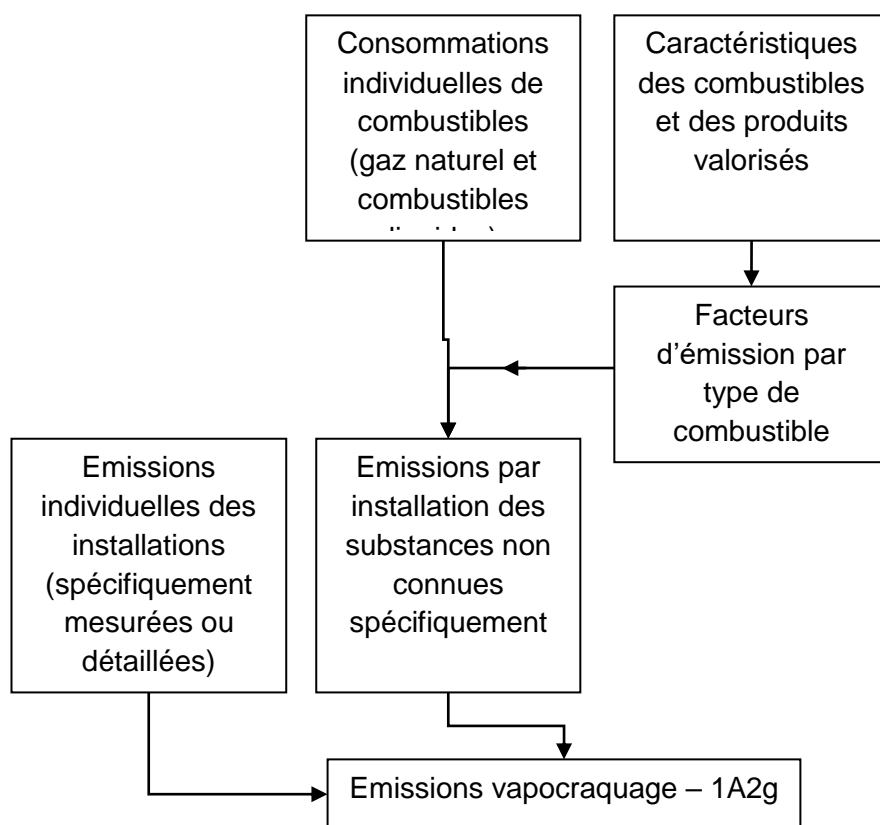 Consommations
individuelles de
combustibles
(gaz naturel et
combustibles
Caractéristiques
des combustibles
et des produits
valorisés
Facteurs
d'émission par
type de
combustible
Emissions
individuelles des
installations
(spécifiquement
mesurées ou
détaillées)
Emissions par
installation des
substances non
connues
spécifiquement
Emissions vapocraquage – 1A2g